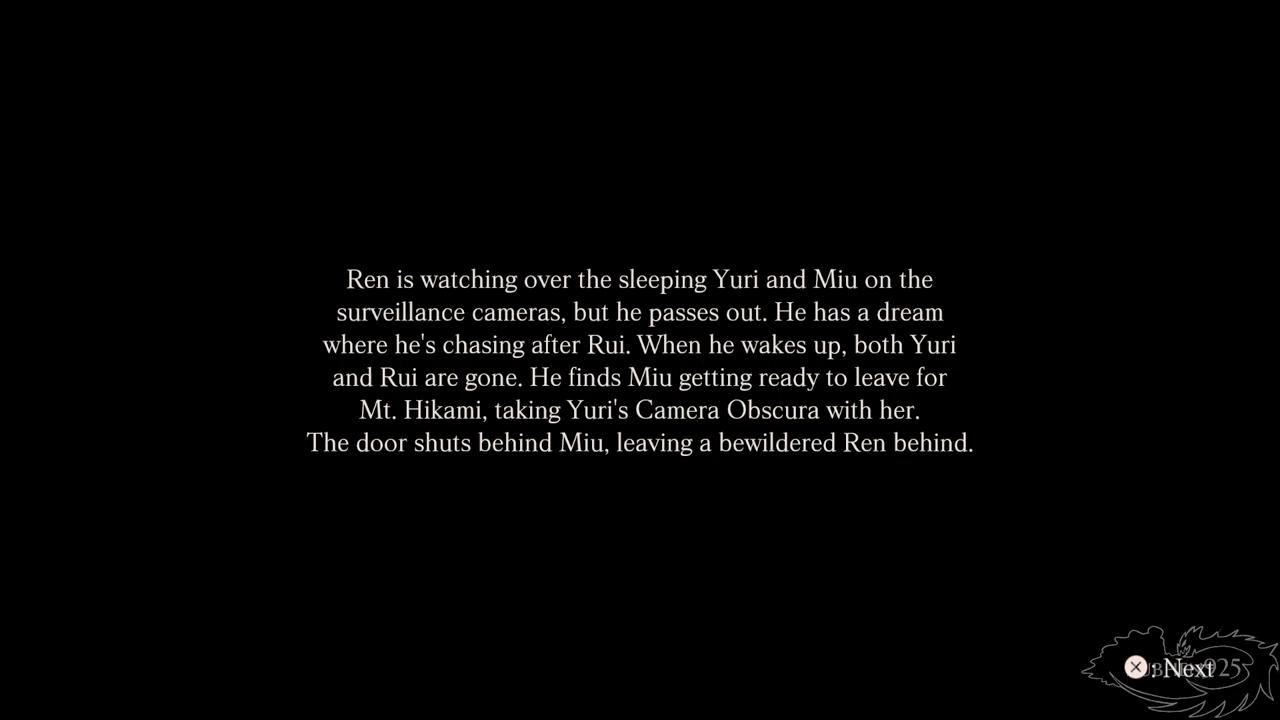 Ren is watching over the sleeping Yuri and Miu on the
surveillance cameras, but he passes out. He has a dream
where he's chasing after Rui. When he wakes up, both Yuri
and Rui are gone. He finds Miu getting ready to leave for
Mt. Hikami, taking Yuri's Camera Obscura with her.
The door shuts behind Miu, leaving a bewildered Ren behind.
: Next